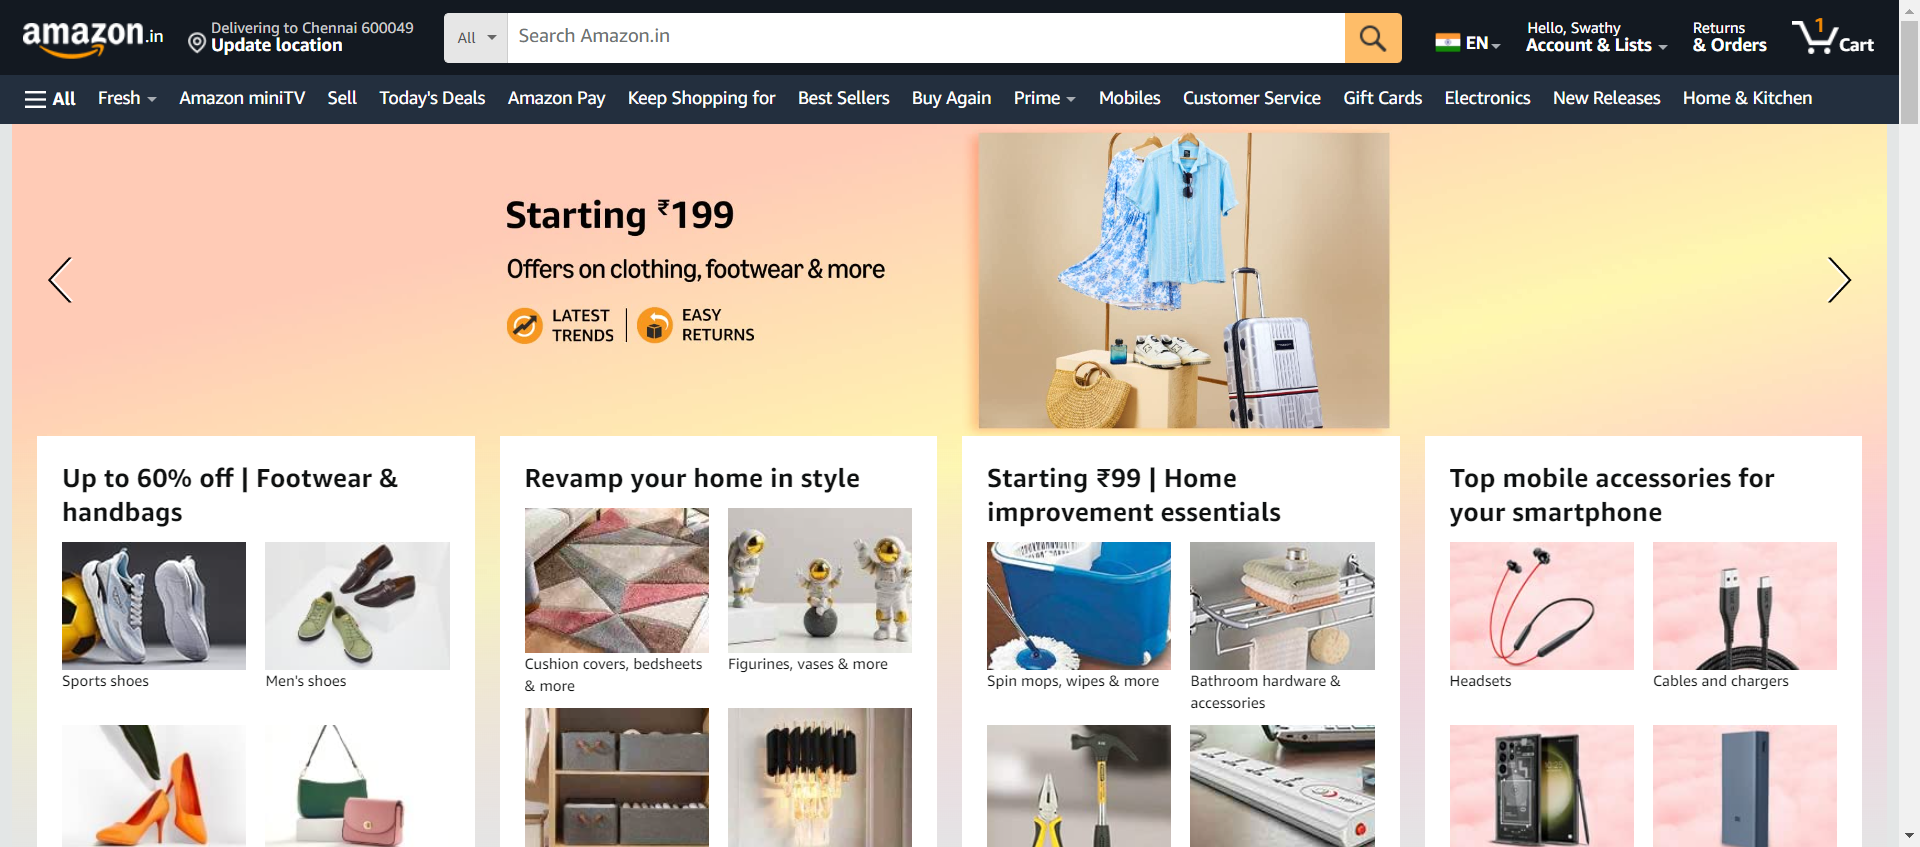 amazon.in
Delivering to Chennai 600049
Update location
All
Search Amazon.in
EN
Hello, Swathy
Account & Lists
Returns
& Orders
1
Cart
All
Fresh
Amazon miniTV
Sell
Today's Deals
Amazon Pay
Keep Shopping for
Best Sellers
Buy Again
Prime
Mobiles
Customer Service
Gift Cards
Electronics
New Releases
Home & Kitchen
Starting ₹199
Offers on clothing, footwear & more
LATEST
TRENDS
EASY
RETURNS
Up to 60% off | Footwear &
handbags
Sports shoes
Men's shoes
Revamp your home in style
Cushion covers, bedsheets
& more
Figurines, vases & more
Starting ₹99 | Home
improvement essentials
Spin mops, wipes & more
Bathroom hardware &
accessories
Top mobile accessories for
your smartphone
Headsets
Cables and chargers